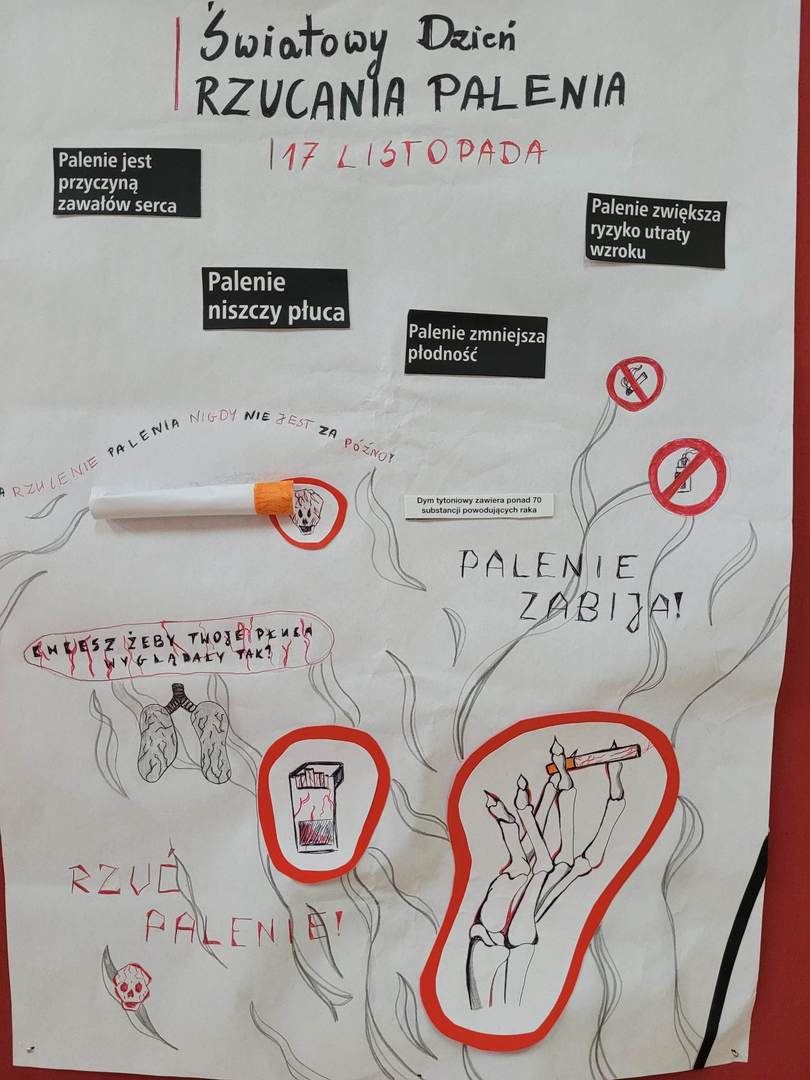 Światowy Dzień
RZUCANIA PALENIA
17 LISTOPADA
Palenie jest
przyczyną
zawałów serca
Palenie zwiększa
ryzyko utraty
wzroku
Palenie
niszczy płuca
Palenie zmniejsza
płodność
A RZUCENIE PALENIA NIGDY NIE JEST ZA PÓŹNO!
Dym tytoniowy zawiera ponad 70
substancji powodujących raka
PALENIE
ZABIJA!
CHCESZ ŻEBY TWOJE PŁUCA
WYGLĄDAŁY TAK?
RZUĆ
PALENIE!